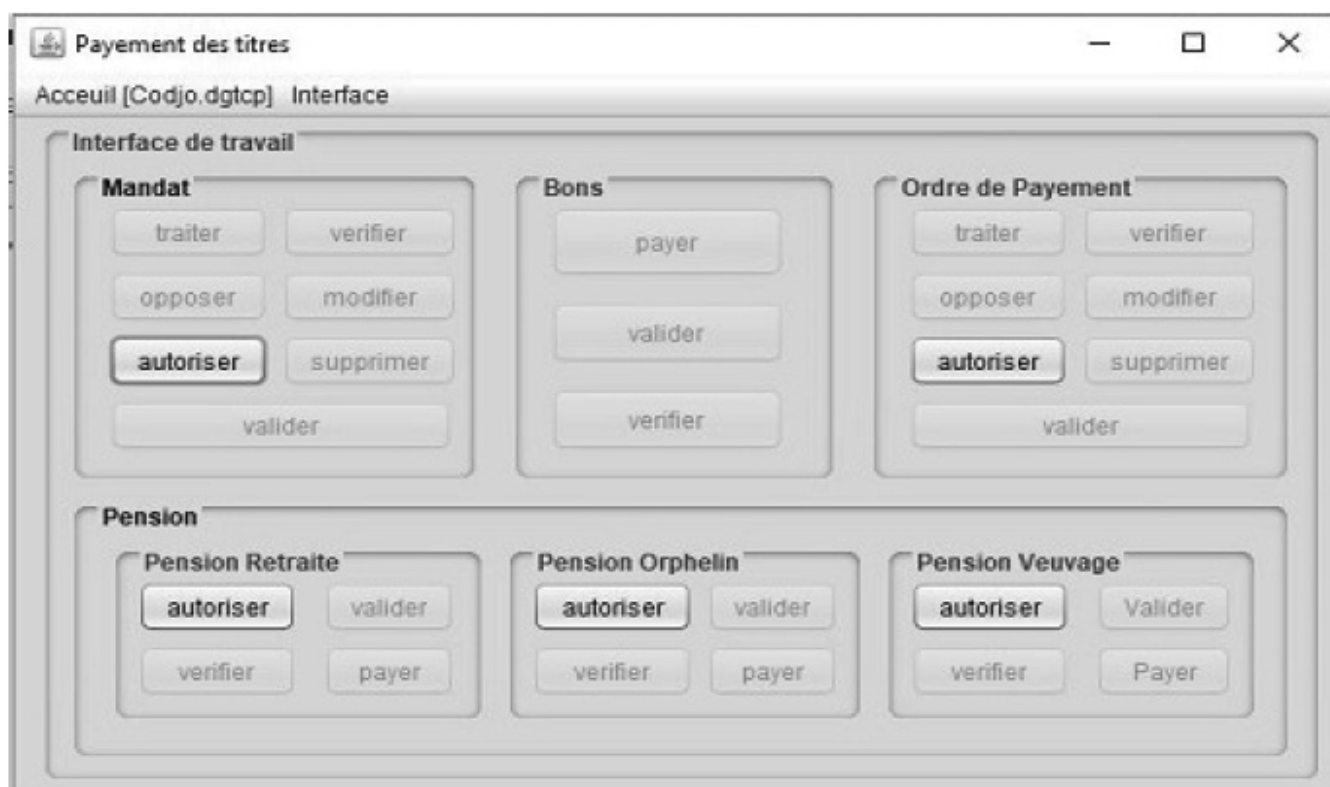 Payement des titres
Acceuil [Codjo.dgtcp] Interface
Interface de travail
Mandat
traiter verifier
opposer modifier
autoriser supprimer
valider
Bons
payer
valider
verifier
Ordre de Payement
traiter verifier
opposer modifier
autoriser supprimer
valider
Pension
Pension Retraite
autoriser valider
verifier payer
Pension Orphelin
autoriser valider
verifier payer
Pension Veuvage
autoriser Valider
verifier Payer